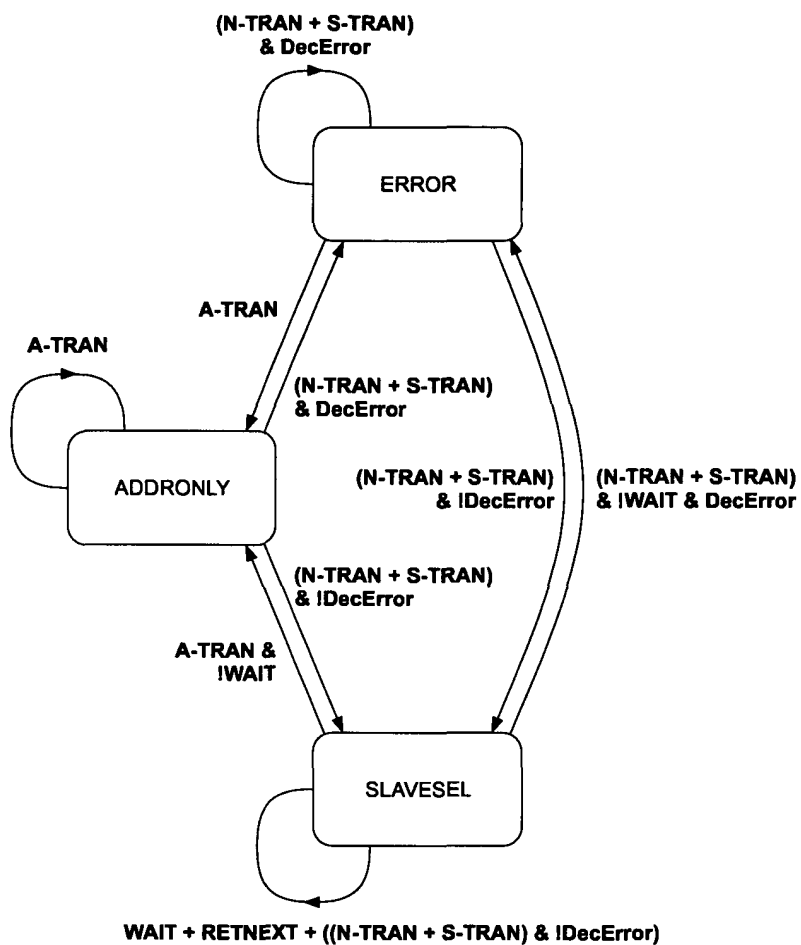 (N-TRAN + S-TRAN)
& DecError
ERROR
A-TRAN
A-TRAN
(N-TRAN + S-TRAN)
& DecError
ADDRONLY
(N-TRAN + S-TRAN)
& !DecError
(N-TRAN + S-TRAN)
& !WAIT & DecError
(N-TRAN + S-TRAN)
& !DecError
A-TRAN &
!WAIT
SLAVESEL
WAIT + RETNEXT + ((N-TRAN + S-TRAN) & !DecError)